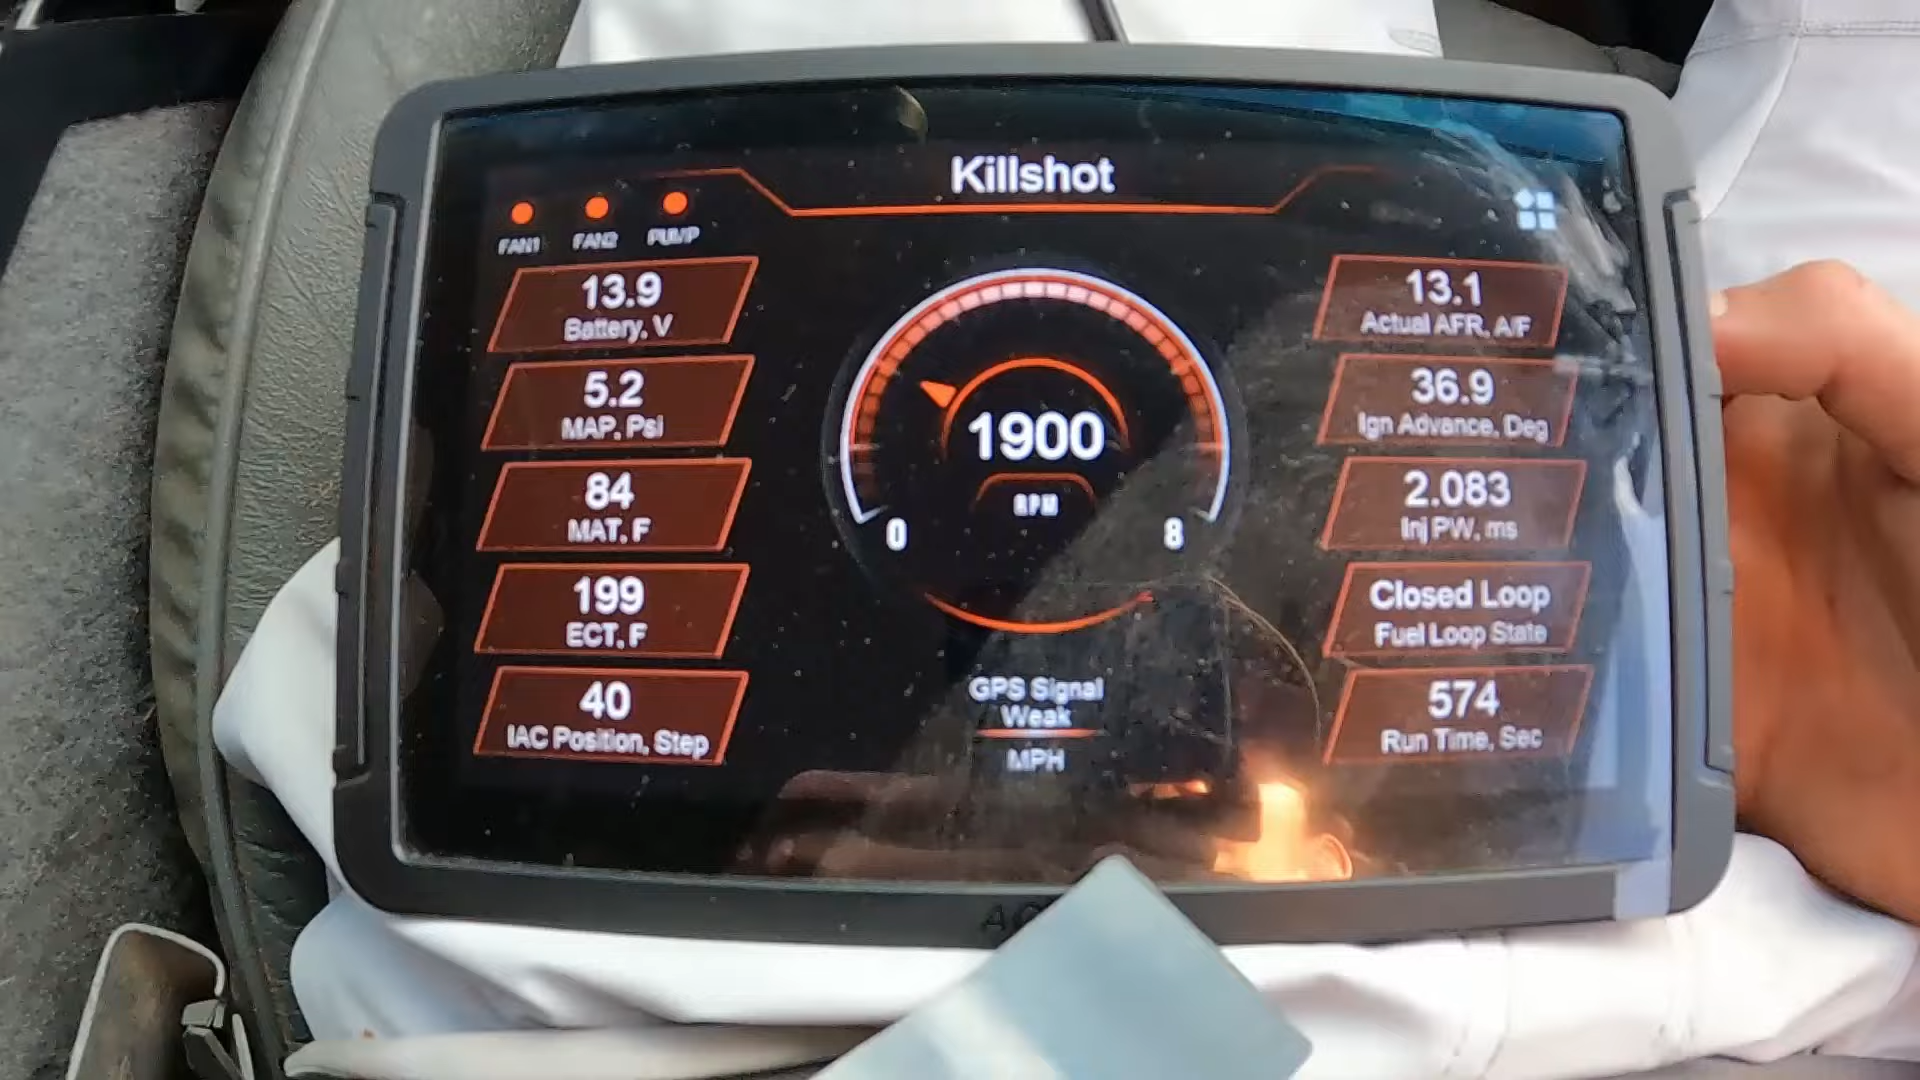 Killshot
FAN1 FAN2 PUMP
13.9
Battery, V
5.2
MAP, Psi
84
MAT, F
199
ECT, F
40
IAC Position, Step
1900
RPM
0 8
GPS Signal
Weak
MPH
13.1
Actual AFR, A/F
36.9
Ign Advance, Deg
2.083
Inj PW, ms
Closed Loop
Fuel Loop State
574
Run Time, Sec